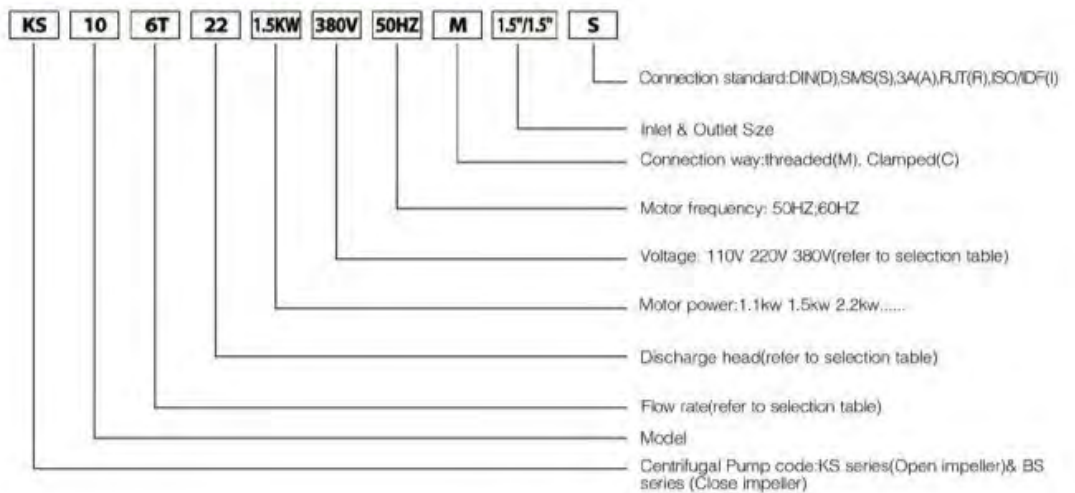 KS 10 6T 22 1.5KW 380V 50HZ M 1.5"/1.5" S
Connection standard:DIN(D),SMS(S),3A(A),RJT(R),ISO/IDF(I)
Inlet & Outlet Size
Connection way:threaded(M), Clamped(C)
Motor frequency: 50HZ;60HZ
Voltage: 110V 220V 380V(refer to selection table)
Motor power:1.1kw 1.5kw 2.2kw......
Discharge head(refer to selection table)
Flow rate(refer to selection table)
Model
Centrifugal Pump code:KS series(Open impeller)& BS
series (Close impeller)